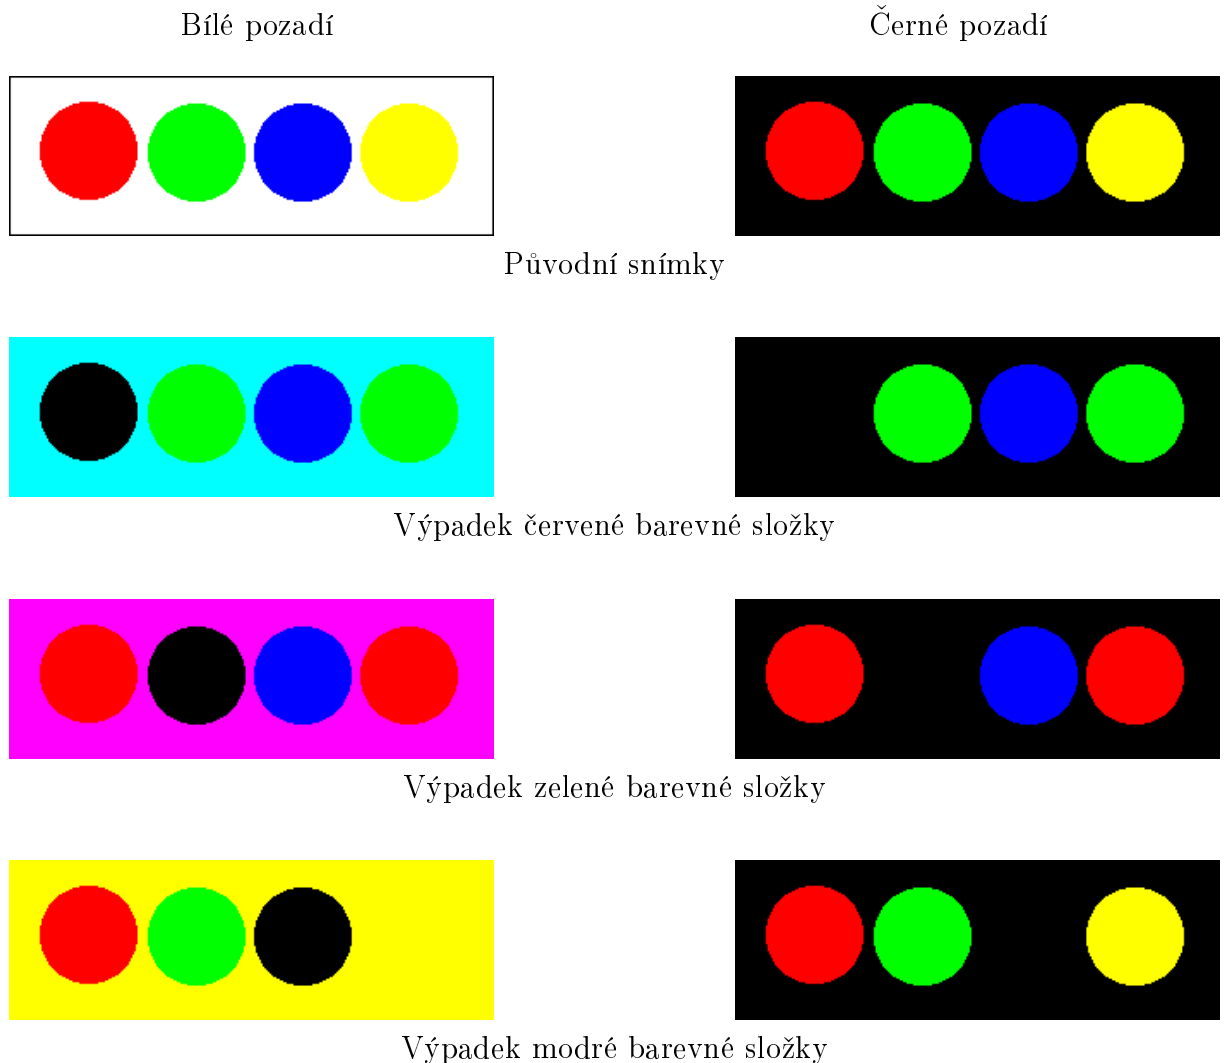 Bílé pozadí
Černé pozadí
Původní snímky
Výpadek červené barevné složky
Výpadek zelené barevné složky
Výpadek modré barevné složky